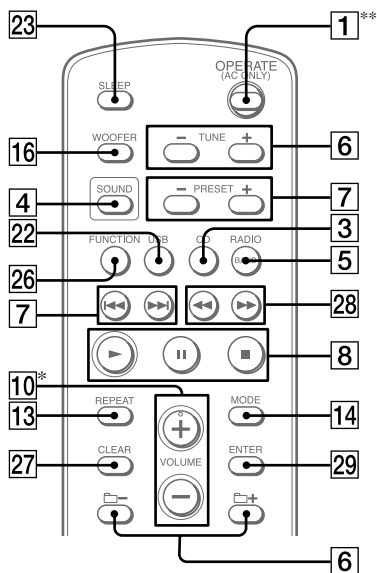 23
1**
OPERATE
(AC ONLY)
SLEEP
16
WOOFER
– TUNE +
6
4
SOUND
– PRESET +
7
22
3
FUNCTION
USB
CD
RADIO
BAND
5
26
7
28
8
10*
13
REPEAT
MODE
14
27
CLEAR
VOLUME
ENTER
29
+
–
–
+
6